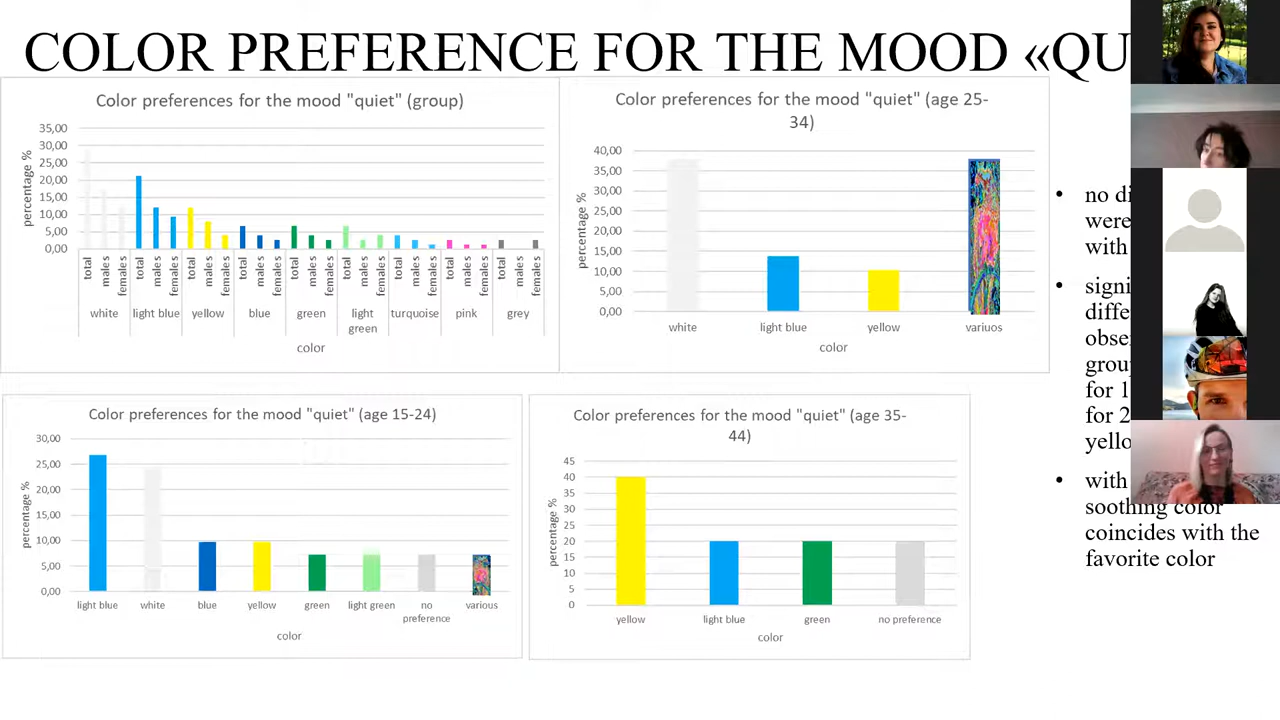 COLOR PREFERENCE FOR THE MOOD «QU
Color preferences for the mood "quiet" (group)
percentage %
35,00
30,00
25,00
20,00
15,00
10,00
5,00
0,00
total males females total males females total males females total males females total males females total males females total males females total males females total males females
white light blue yellow blue green light green turquoise pink grey
color
Color preferences for the mood "quiet" (age 25-
34)
percentage %
40,00
35,00
30,00
25,00
20,00
15,00
10,00
5,00
0,00
white light blue yellow variuos
color
Color preferences for the mood "quiet" (age 15-24)
percentage %
30,00
25,00
20,00
15,00
10,00
5,00
0,00
light blue white blue yellow green light green no preference various
color
Color preferences for the mood "quiet" (age 35-
44)
percentage %
45
40
35
30
25
20
15
10
5
0
yellow light blue green no preference
color
• no di
were
with
• signi
diffe
obse
grou
for 1
for 2
yello
• with
soothing color
coincides with the
favorite color